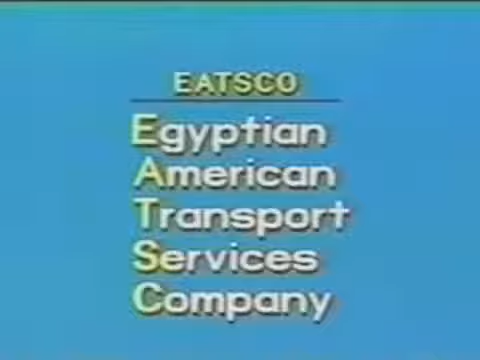 EATSCO
Egyptian
American
Transport
Services
Company